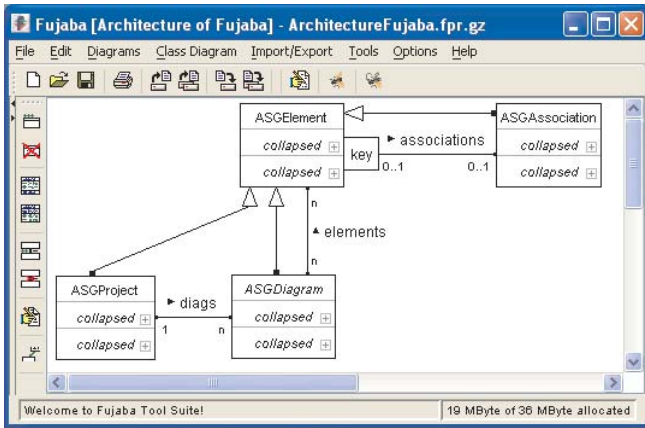 Fujaba [Architecture of Fujaba] - ArchitectureFujaba.fpr.gz
File Edit Diagrams Class Diagram Import/Export Tools Options Help
ASGElement
collapsed
collapsed
key
ASGAssociation
collapsed
collapsed
► associations
0..1
0..1
n
▲ elements
n
ASGProject
collapsed
collapsed
► diags
1
n
ASGDiagram
collapsed
collapsed
Welcome to Fujaba Tool Suite!
19 MByte of 36 MByte allocated